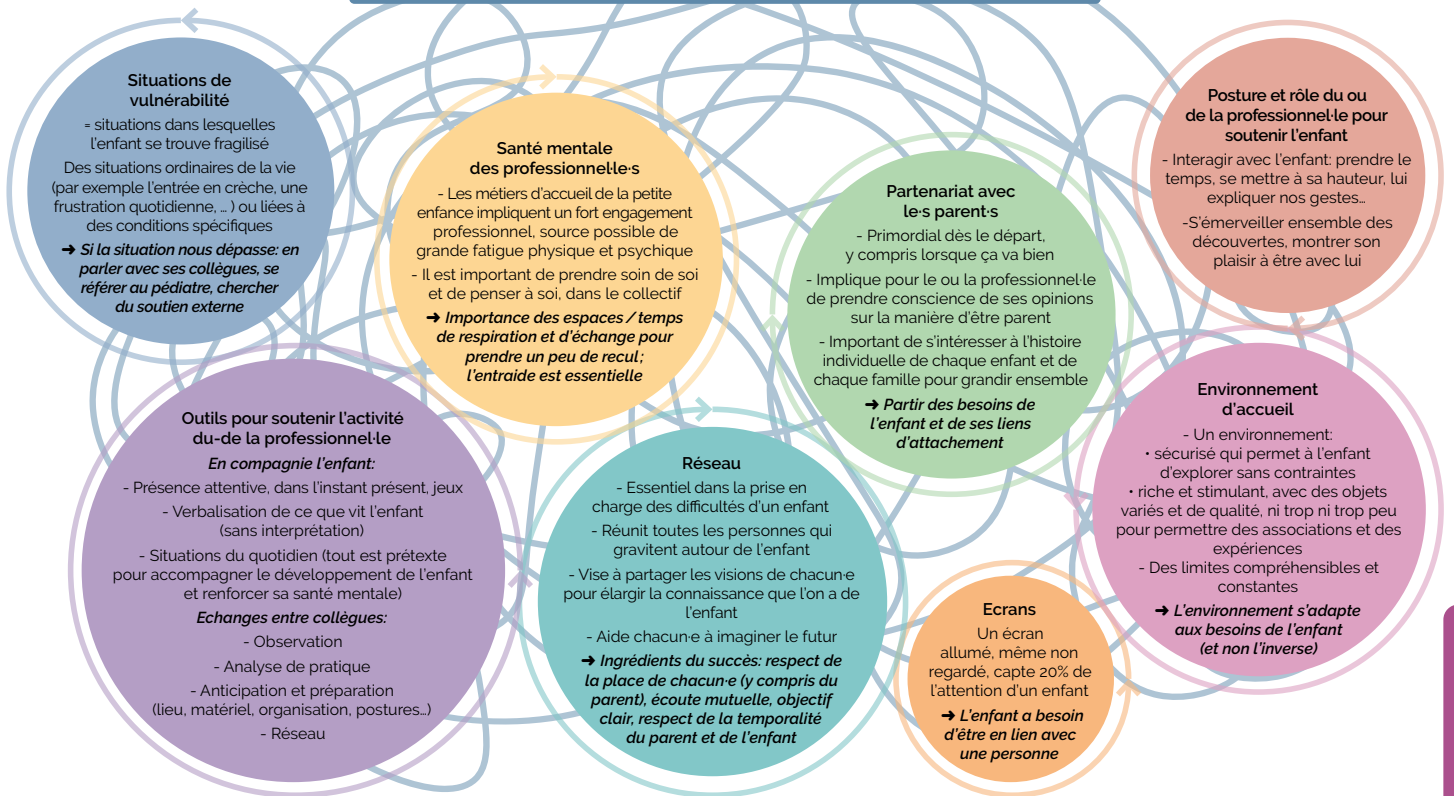 Situations de
vulnérabilité
= situations dans lesquelles
l'enfant se trouve fragilisé
Des situations ordinaires de la vie
(par exemple l'entrée en crèche, une
frustration quotidienne, ... ) ou liées à
des conditions spécifiques
➜ Si la situation nous dépasse: en
parler avec ses collègues, se
référer au pédiatre, chercher
du soutien externe
Santé mentale
des professionnel·le·s
- Les métiers d'accueil de la petite
enfance impliquent un fort engagement
professionnel, source possible de
grande fatigue physique et psychique
- Il est important de prendre soin de soi
et de penser à soi, dans le collectif
➜ Importance des espaces / temps
de respiration et d'échange pour
prendre un peu de recul;
l'entraide est essentielle
Partenariat avec
le·s parent·s
- Primordial dès le départ,
y compris lorsque ça va bien
- Implique pour le ou la professionnel·le
de prendre conscience de ses opinions
sur la manière d'être parent
- Important de s'intéresser à l'histoire
individuelle de chaque enfant et de
chaque famille pour grandir ensemble
➜ Partir des besoins de
l'enfant et de ses liens
d'attachement
Posture et rôle du ou
de la professionnel·le pour
soutenir l'enfant
- Interagir avec l'enfant: prendre le
temps, se mettre à sa hauteur, lui
expliquer nos gestes...
-S'émerveiller ensemble des
découvertes, montrer son
plaisir à être avec lui
Outils pour soutenir l'activité
du-de la professionnel·le
En compagnie l'enfant:
- Présence attentive, dans l'instant présent, jeux
- Verbalisation de ce que vit l'enfant
(sans interprétation)
- Situations du quotidien (tout est prétexte
pour accompagner le développement de l'enfant
et renforcer sa santé mentale)
Echanges entre collègues:
- Observation
- Analyse de pratique
- Anticipation et préparation
(lieu, matériel, organisation, postures...)
- Réseau
Réseau
- Essentiel dans la prise en
charge des difficultés d'un enfant
- Réunit toutes les personnes qui
gravitent autour de l'enfant
- Vise à partager les visions de chacun·e
pour élargir la connaissance que l'on a de
l'enfant
- Aide chacun·e à imaginer le futur
➜ Ingrédients du succès: respect de
la place de chacun·e (y compris du
parent), écoute mutuelle, objectif
clair, respect de la temporalité
du parent et de l'enfant
Ecrans
Un écran
allumé, même non
regardé, capte 20% de
l'attention d'un enfant
➜ L'enfant a besoin
d'être en lien avec
une personne
Environnement
d'accueil
- Un environnement:
• sécurisé qui permet à l'enfant
d'explorer sans contraintes
• riche et stimulant, avec des objets
variés et de qualité, ni trop ni trop peu
pour permettre des associations et des
expériences
- Des limites compréhensibles et
constantes
➜ L'environnement s'adapte
aux besoins de l'enfant
(et non l'inverse)